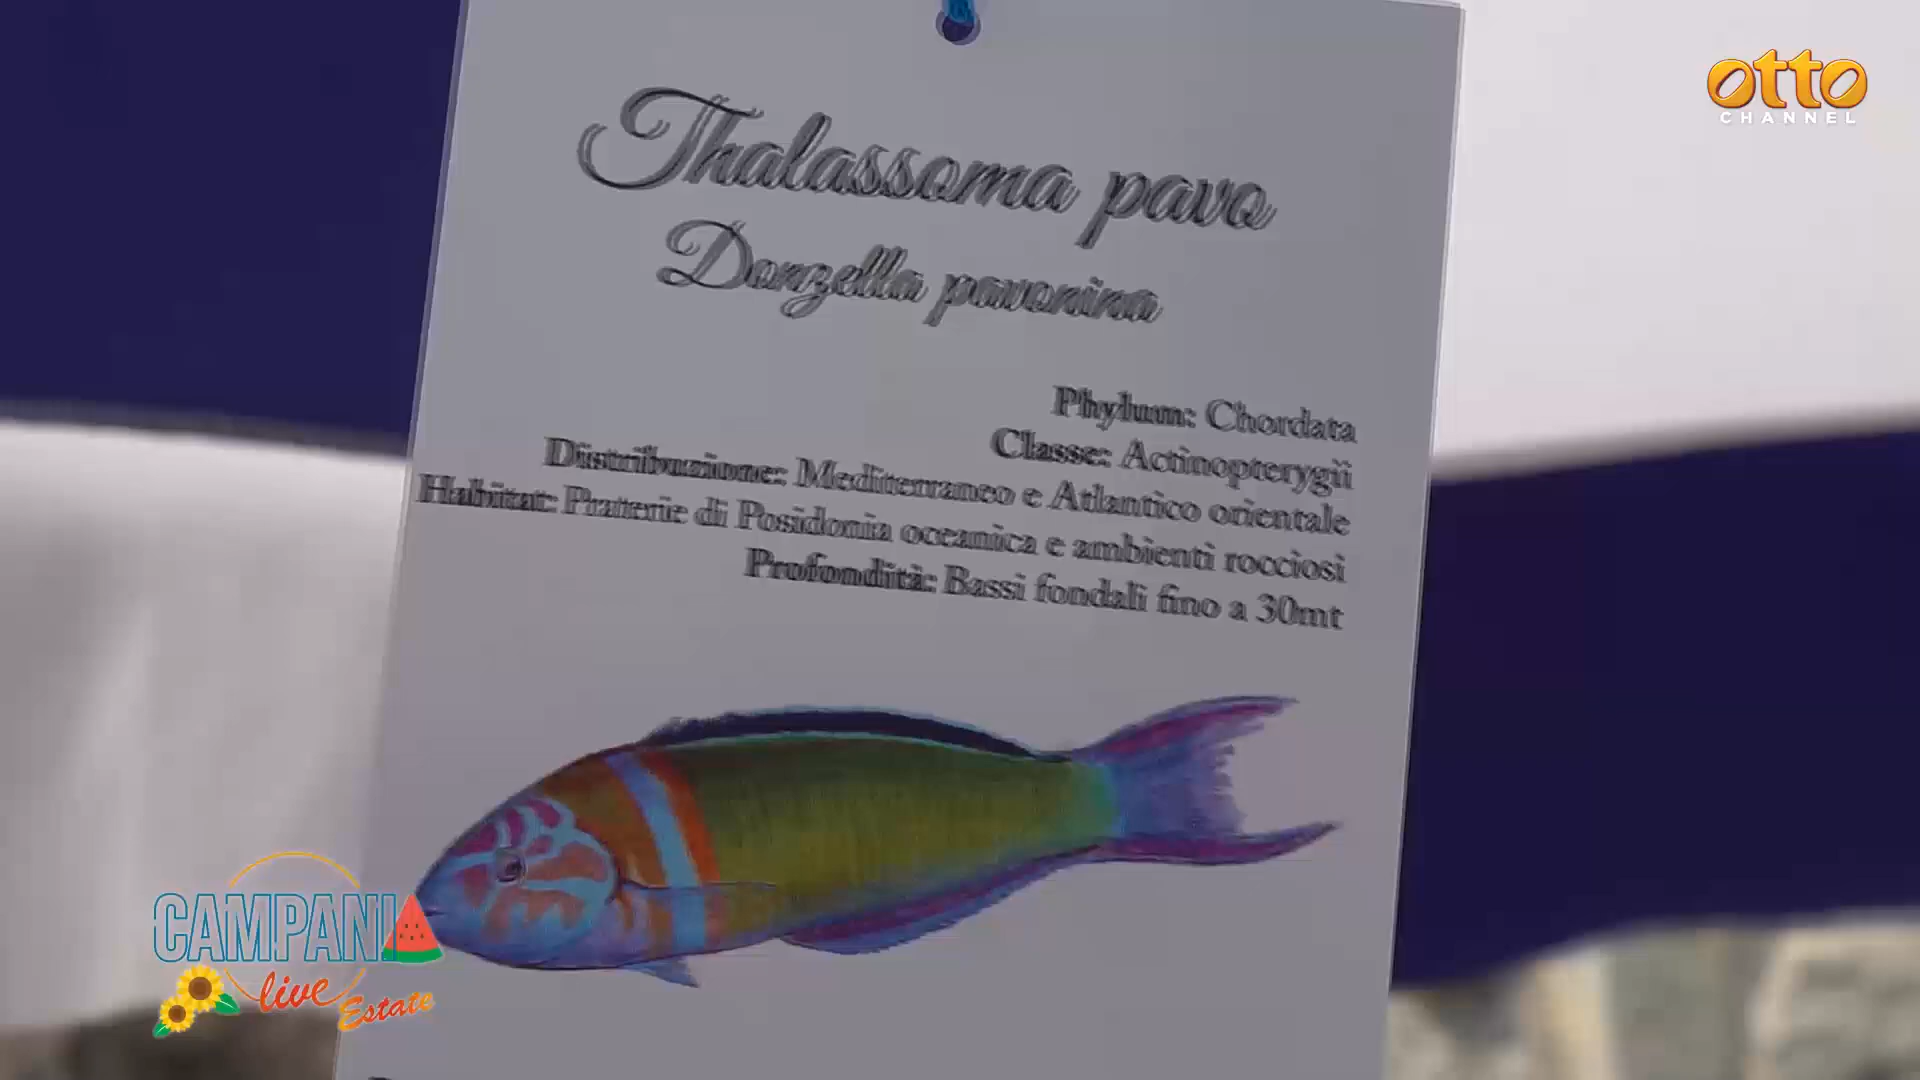 otto
CHANNEL
Thalassoma pavo
Donzella pavonina
Phylum: Chordata
Classe: Actinopterygii
Distribuzione: Mediterraneo e Atlantico orientale
Habitat: Praterie di Posidonia oceanica e ambienti rocciosi
Profondità: Bassi fondali fino a 30mt
CAMPANIA
live Estate